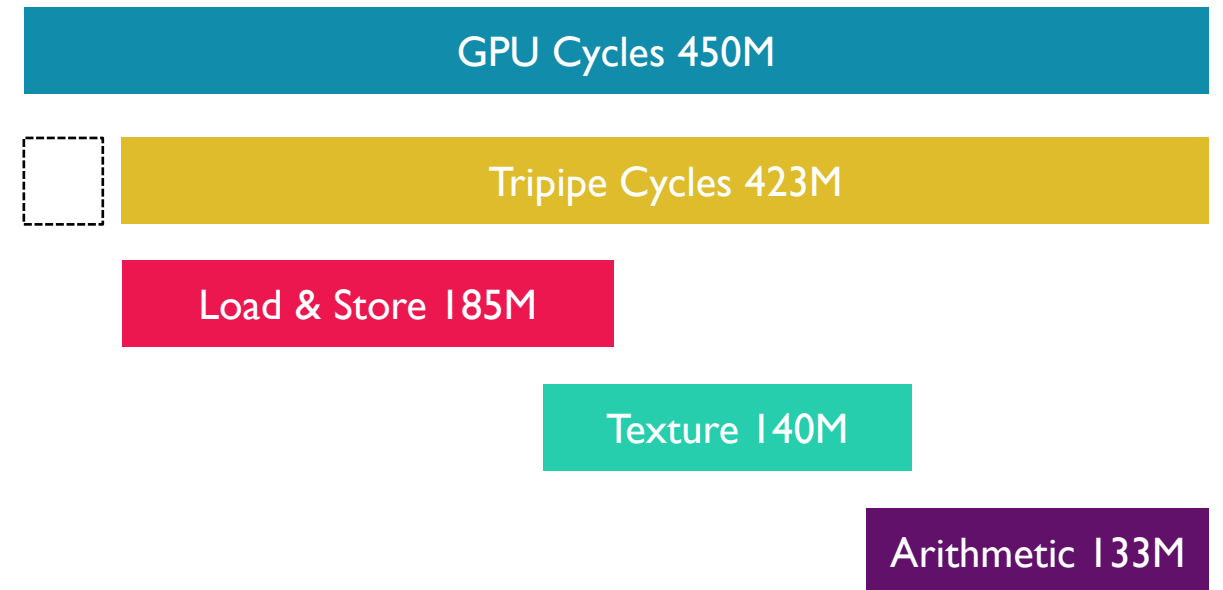 GPU Cycles 450M
Tripipe Cycles 423M
Load & Store 185M
Texture 140M
Arithmetic 133M